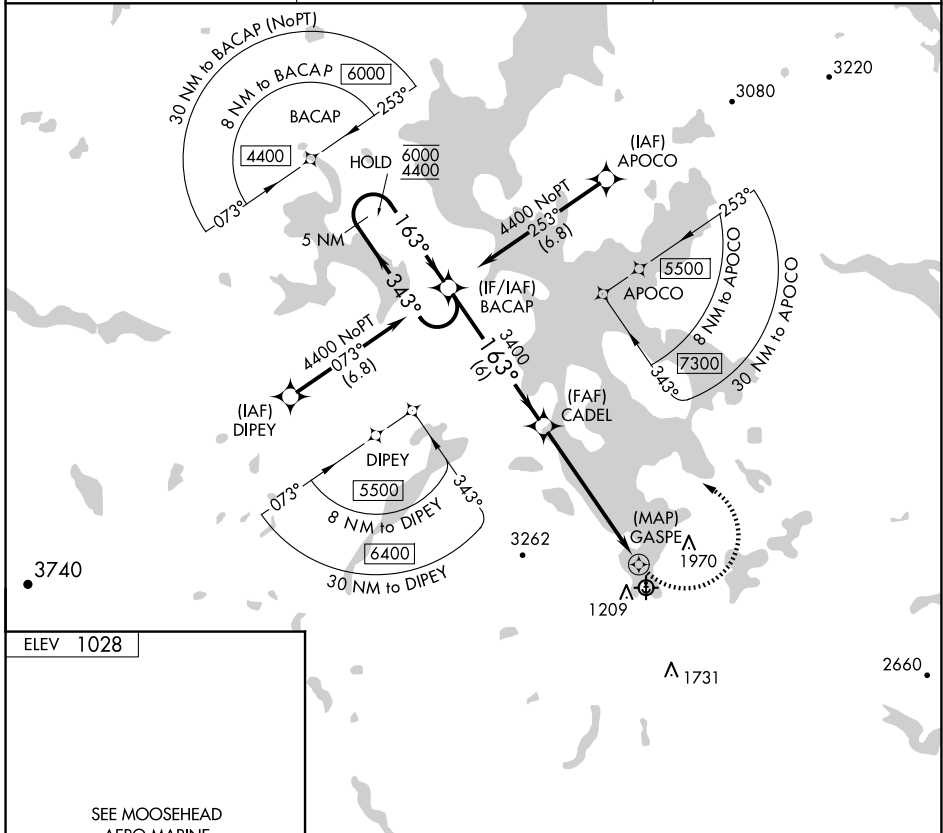 30 NM to BACAP (NoPT)
8 NM to BACAP
6000
253°
BACAP
4400
073°
HOLD
6000
4400
5 NM
163°
343°
(IF/IAF)
BACAP
4400 NoPT
253°
(6.8)
(IAF)
APOCO
3080
3220
253°
5500
APOCO
8 NM to APOCO
7300
343°
30 NM to APOCO
4400 NoPT
073°
(6.8)
(IAF)
DIPEY
3400
163°
(6)
(FAF)
CADEL
DIPEY
073°
5500
343°
8 NM to DIPEY
6400
30 NM to DIPEY
3262
(MAP)
GASPE
1970
1209
3740
1731
2660
ELEV 1028
SEE MOOSEHEAD
AERO MARINE